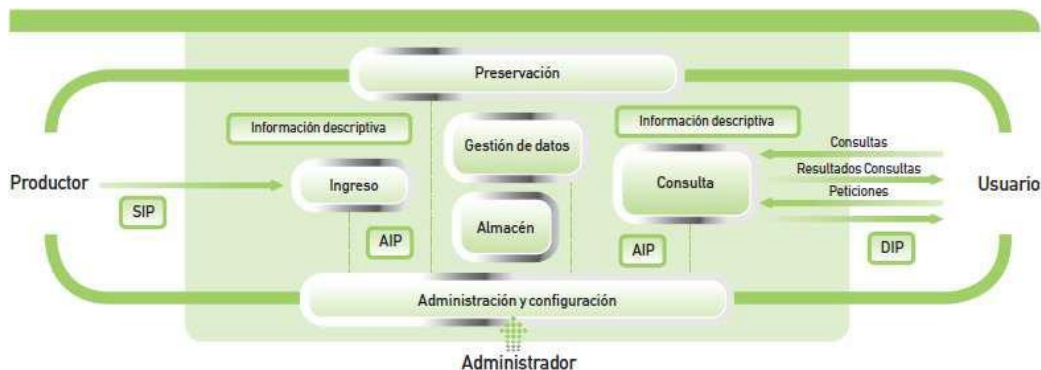 Preservación
Información descriptiva
Información descriptiva
Gestión de datos
Consultas
Resultados Consultas
Peticiones
Productor
Ingreso
Consulta
Usuario
SIP
Almacén
AIP
AIP
DIP
Administración y configuración
Administrador